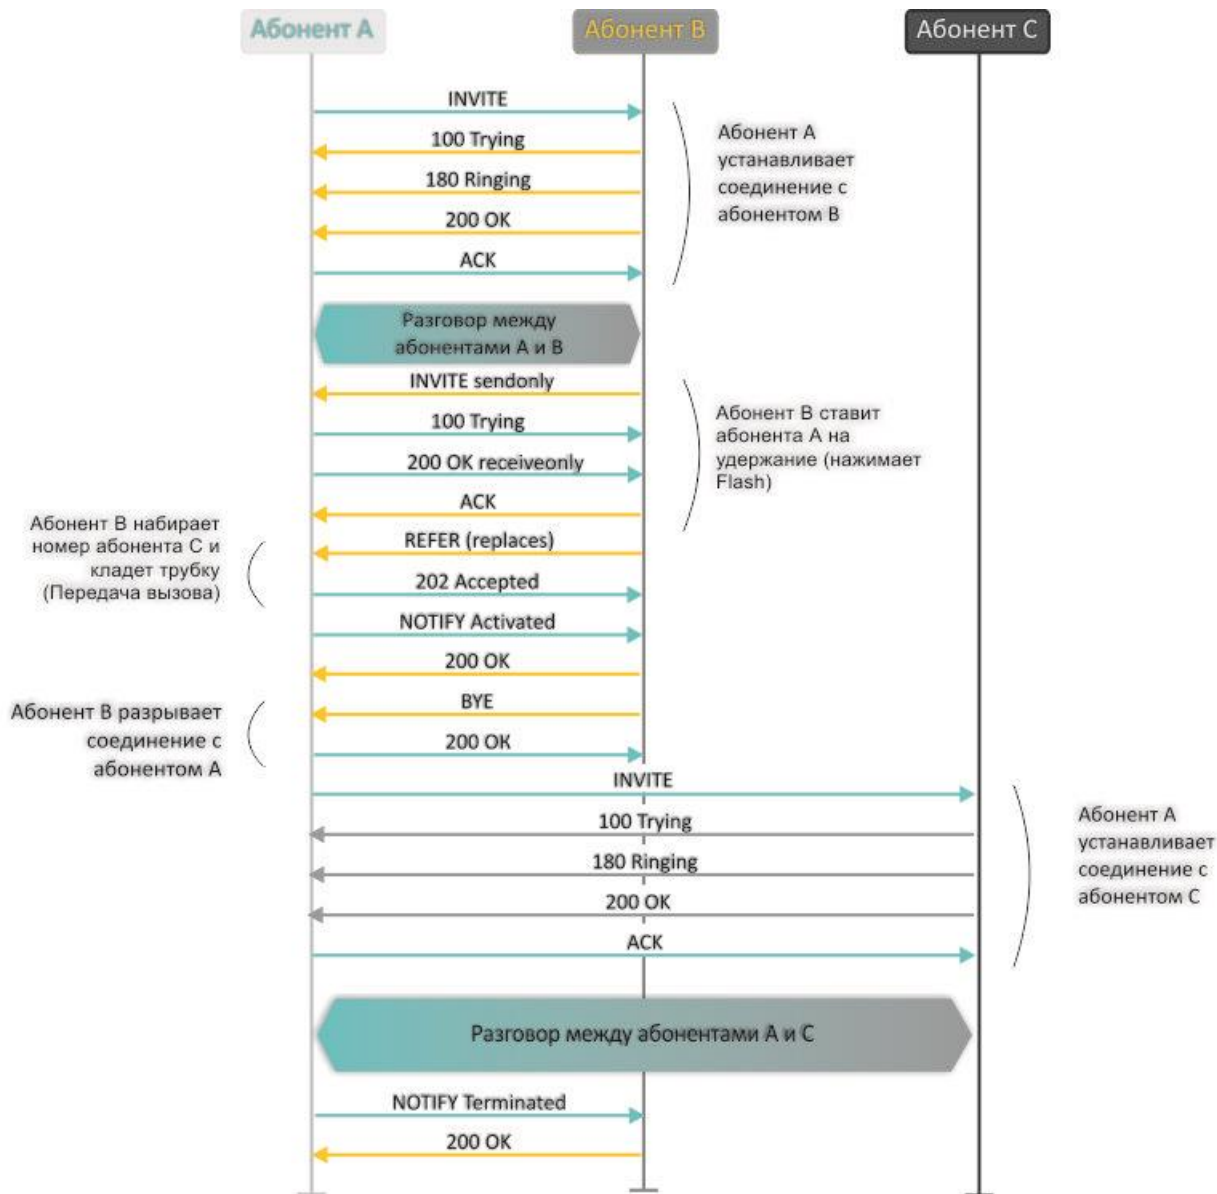 Абонент A
Абонент B
Абонент C
INVITE
100 Trying
180 Ringing
200 OK
ACK
Абонент A
устанавливает
соединение с
абонентом B
Разговор между
абонентами A и B
INVITE sendonly
100 Trying
200 OK receiveonly
ACK
Абонент B ставит
абонента A на
удержание (нажимает
Flash)
REFER (replaces)
202 Accepted
Абонент B набирает
номер абонента C и
кладет трубку
(Передача вызова)
NOTIFY Activated
200 OK
BYE
200 OK
Абонент B разрывает
соединение с
абонентом A
INVITE
100 Trying
180 Ringing
200 OK
ACK
Абонент A
устанавливает
соединение с
абонентом C
Разговор между абонентами A и C
NOTIFY Terminated
200 OK